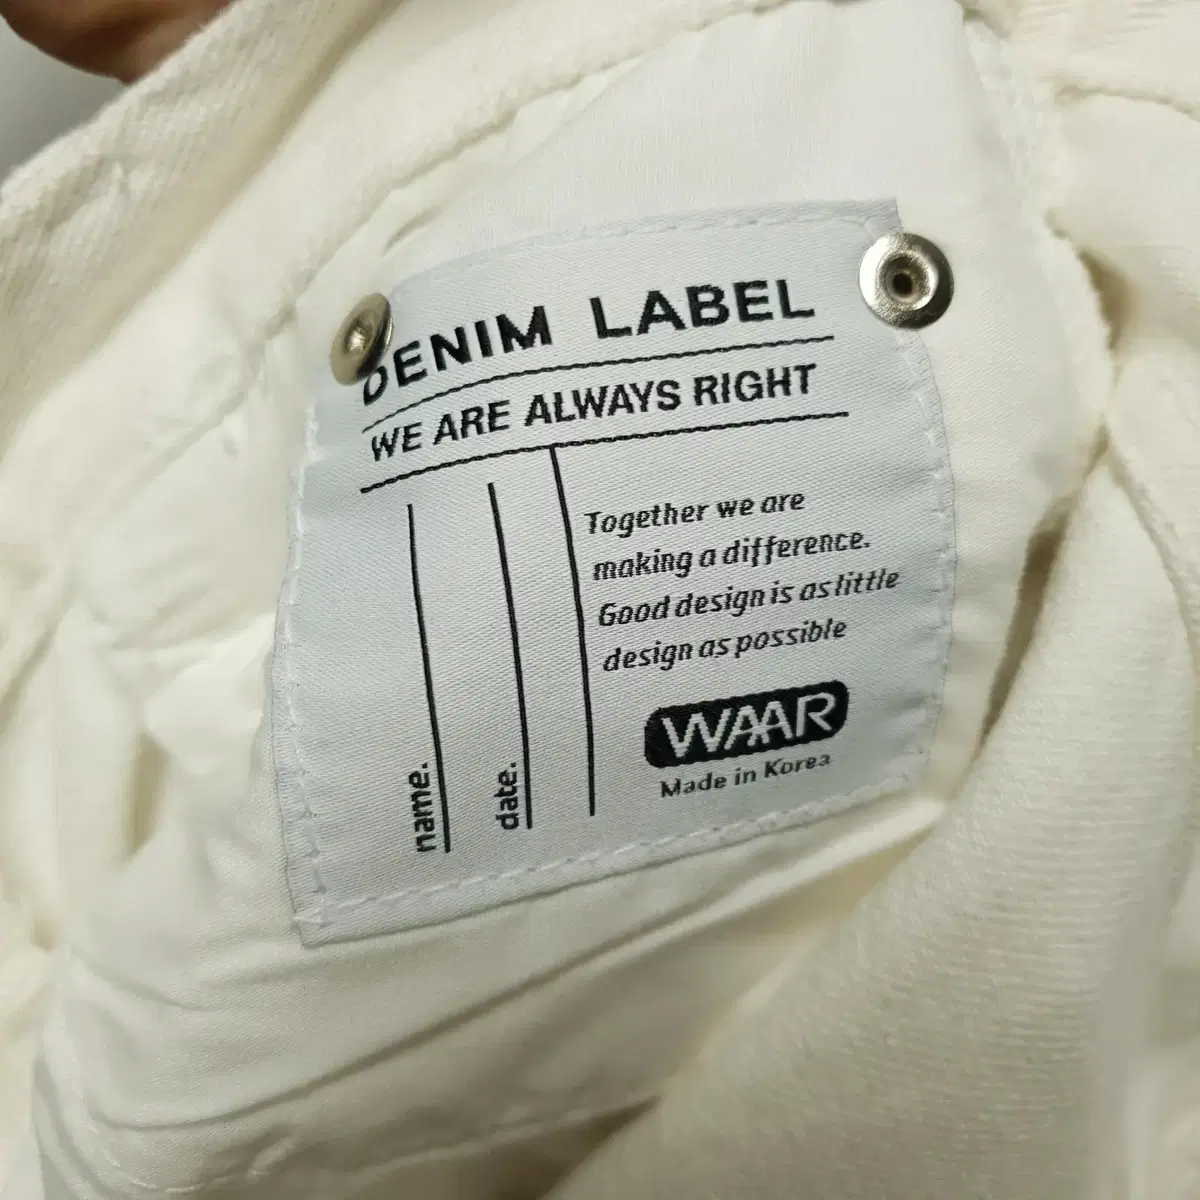 DENIM LABEL
WE ARE ALWAYS RIGHT
Together we are
making a difference.
Good design is as little
design as possible
WAAR
Made in Korea
name.
date.